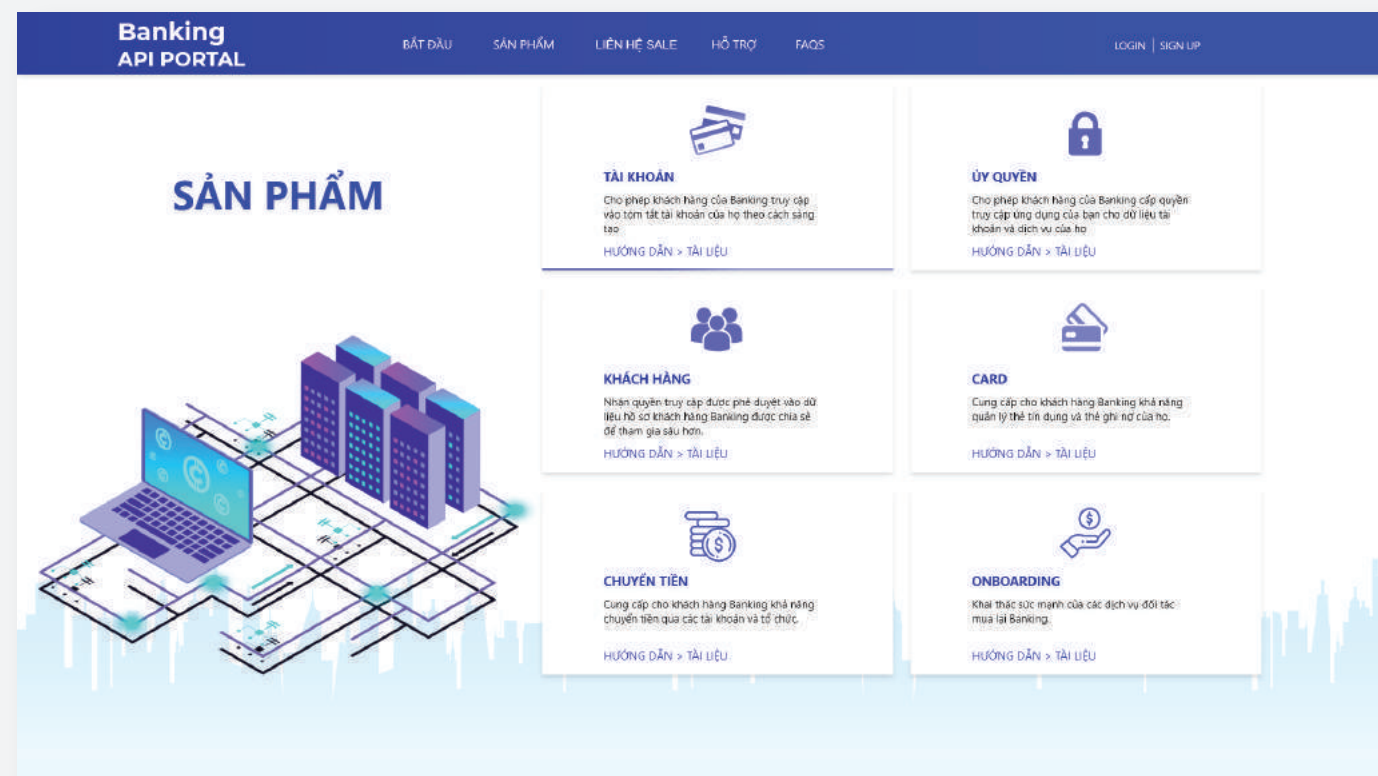 Banking
API PORTAL
BẮT ĐẦU SẢN PHẨM LIÊN HỆ SALE HỖ TRỢ FAQS
LOGIN | SIGN UP
SẢN PHẨM
TÀI KHOẢN
Cho phép khách hàng của Banking truy cập
vào tóm tắt tài khoản của họ theo cách sáng
tạo
HƯỚNG DẪN > TÀI LIỆU
ỦY QUYỀN
Cho phép khách hàng của Banking cấp quyền
truy cập ứng dụng của bạn cho dữ liệu tài
khoản và dịch vụ của họ
HƯỚNG DẪN > TÀI LIỆU
KHÁCH HÀNG
Nhận quyền truy cập được phê duyệt vào dữ
liệu hồ sơ khách hàng Banking được chia sẻ
để tham gia sâu hơn.
HƯỚNG DẪN > TÀI LIỆU
CARD
Cung cấp cho khách hàng Banking khả năng
quản lý thẻ tín dụng và thẻ ghi nợ của họ.
HƯỚNG DẪN > TÀI LIỆU
CHUYỂN TIỀN
Cung cấp cho khách hàng Banking khả năng
chuyển tiền qua các tài khoản và tổ chức.
HƯỚNG DẪN > TÀI LIỆU
ONBOARDING
Khai thác sức mạnh của các dịch vụ đối tác
mua lại Banking.
HƯỚNG DẪN > TÀI LIỆU